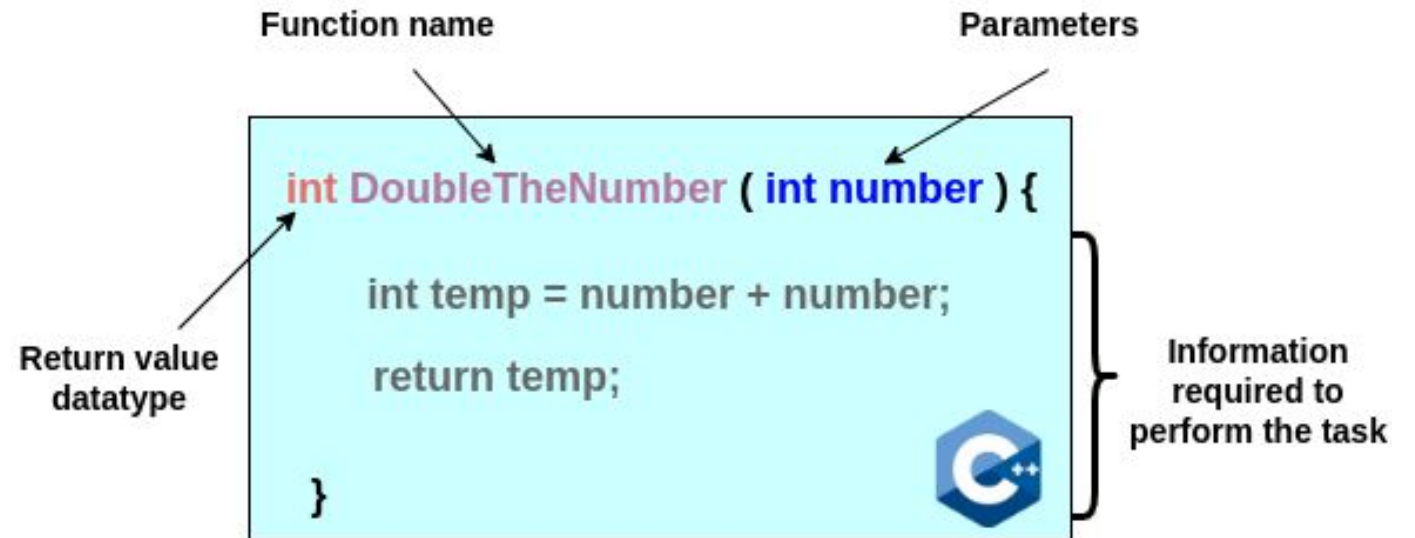 Function name
Parameters
int DoubleTheNumber ( int number ) {
int temp = number + number;
return temp;
}
Return value
datatype
Information
required to
perform the task
C++